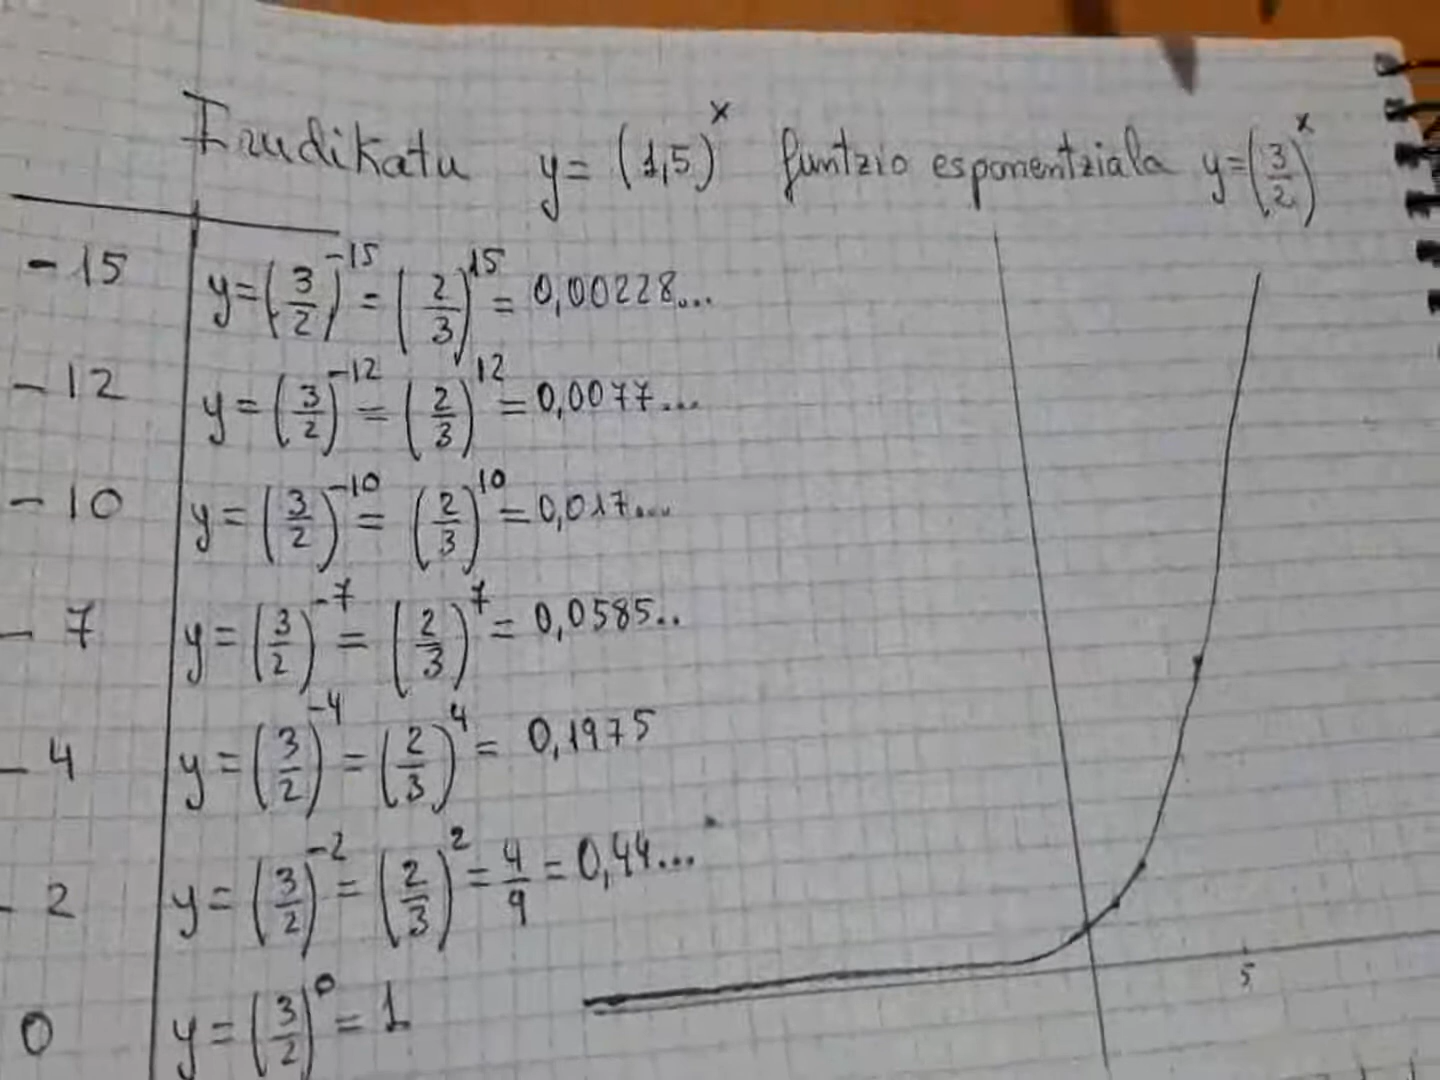 Irudikatu y=(1,5)^x funtzio esponentziala y=(3/2)^x
-15 y=(3/2)^-15=(2/3)^15=0,00228...
-12 y=(3/2)^-12=(2/3)^12=0,0077...
-10 y=(3/2)^-10=(2/3)^10=0,017...
-7 y=(3/2)^-7=(2/3)^7=0,0585..
-4 y=(3/2)^-4=(2/3)^4=0,1975
-2 y=(3/2)^-2=(2/3)^2=4/9=0,44...
0 y=(3/2)^0=1
5